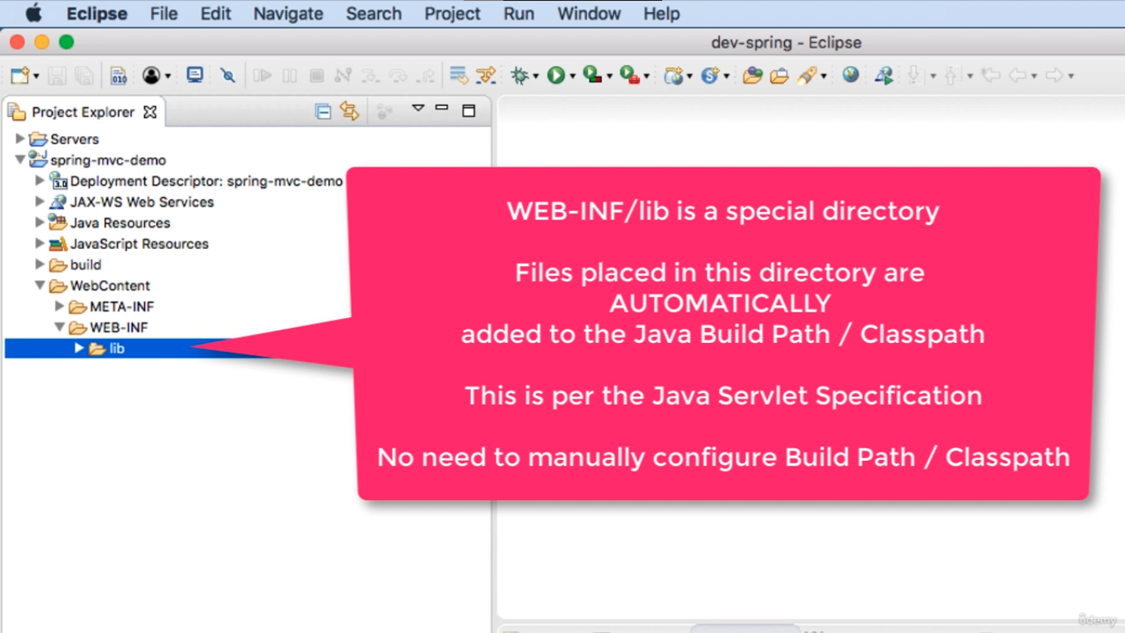 Eclipse File Edit Navigate Search Project Run Window Help
dev-spring - Eclipse
Project Explorer
Servers
spring-mvc-demo
Deployment Descriptor: spring-mvc-demo
JAX-WS Web Services
Java Resources
JavaScript Resources
build
WebContent
META-INF
WEB-INF
lib
WEB-INF/lib is a special directory
Files placed in this directory are
AUTOMATICALLY
added to the Java Build Path / Classpath
This is per the Java Servlet Specification
No need to manually configure Build Path / Classpath
ûdemy